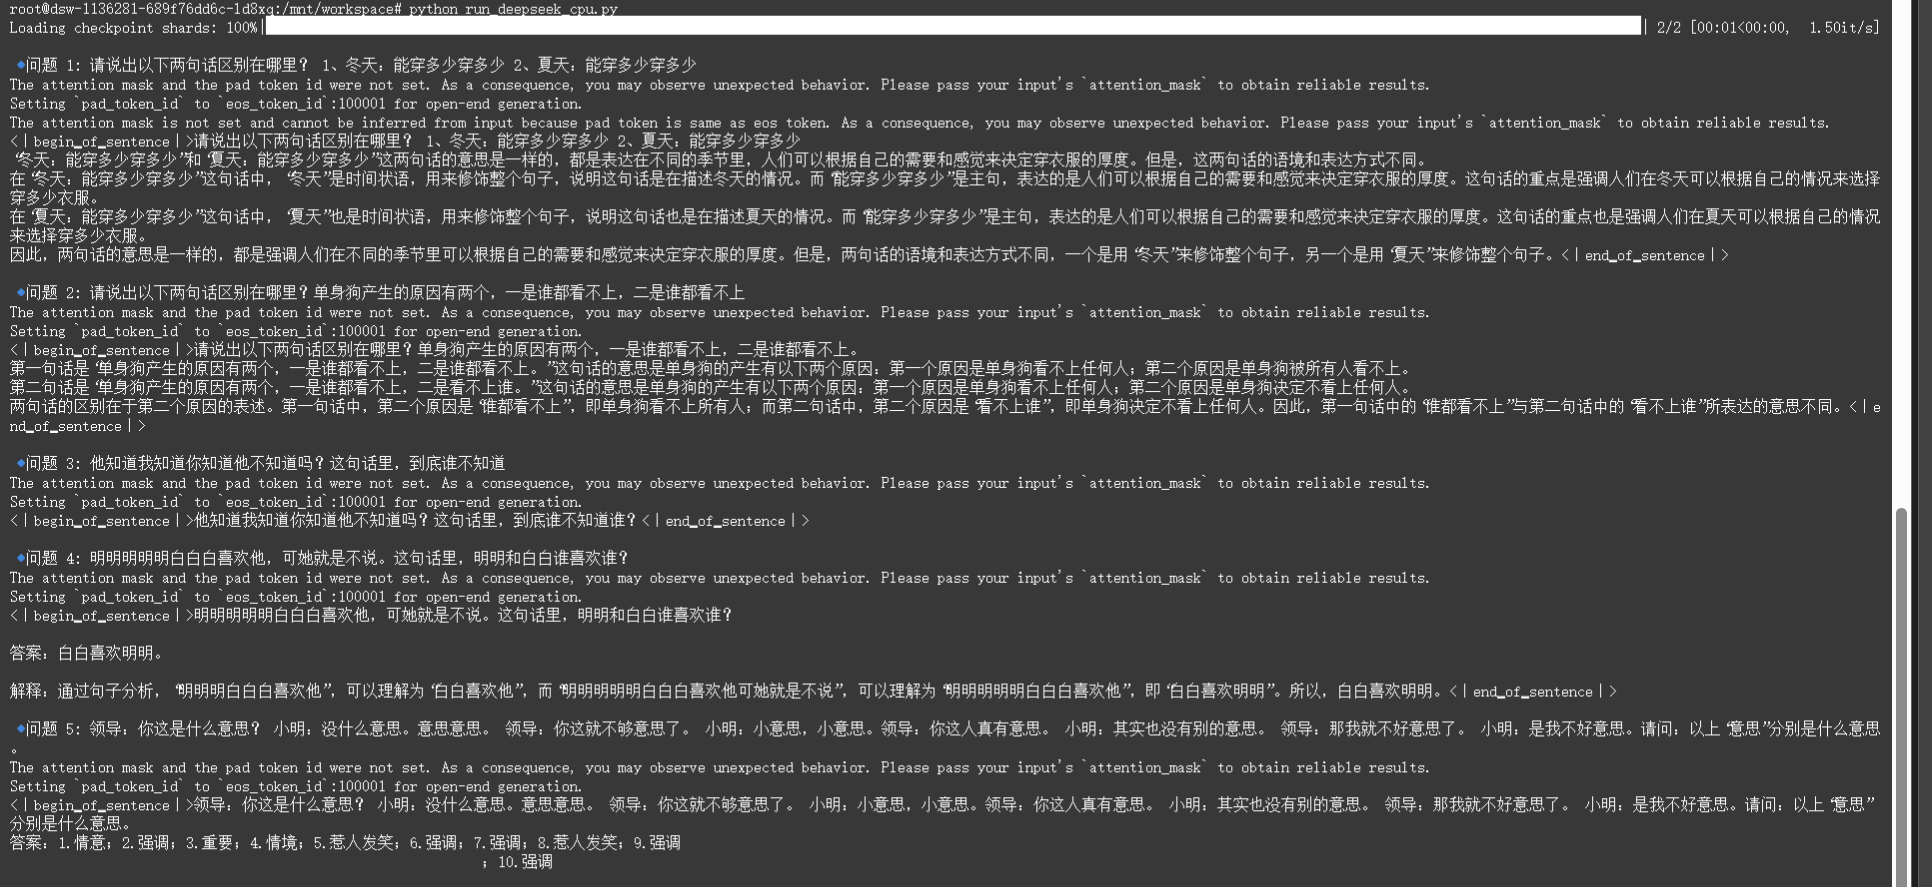 root@dsw-1136281-689f76dd6c-1d8xq:/mnt/workspace# python run_deepseek_cpu.py
Loading checkpoint shards: 100%| | 2/2 [00:01<00:00, 1.50it/s]
🔹问题 1: 请说出以下两句话区别在哪里？ 1、冬天：能穿多少穿多少 2、夏天：能穿多少穿多少
The attention mask and the pad token id were not set. As a consequence, you may observe unexpected behavior. Please pass your input's `attention_mask` to obtain reliable results.
Setting `pad_token_id` to `eos_token_id`:100001 for open-end generation.
The attention mask is not set and cannot be inferred from input because pad token is same as eos token. As a consequence, you may observe unexpected behavior. Please pass your input's `attention_mask` to obtain reliable results.
<｜begin_of_sentence｜>请说出以下两句话区别在哪里？ 1、冬天：能穿多少穿多少 2、夏天：能穿多少穿多少
“冬天：能穿多少穿多少”和“夏天：能穿多少穿多少”这两句话的意思是一样的，都是表达在不同的季节里，人们可以根据自己的需要和感觉来决定穿衣服的厚度。但是，这两句话的语境和表达方式不同。
在“冬天：能穿多少穿多少”这句话中，“冬天”是时间状语，用来修饰整个句子，说明这句话是在描述冬天的情况。而“能穿多少穿多少”是主句，表达的是人们可以根据自己的需要和感觉来决定穿衣服的厚度。这句话的重点是强调人们在冬天可以根据自己的情况来选择
穿多少衣服。
在“夏天：能穿多少穿多少”这句话中，“夏天”也是时间状语，用来修饰整个句子，说明这句话也是在描述夏天的情况。而“能穿多少穿多少”是主句，表达的是人们可以根据自己的需要和感觉来决定穿衣服的厚度。这句话的重点也是强调人们在夏天可以根据自己的情况
来选择穿多少衣服。
因此，两句话的意思是一样的，都是强调人们在不同的季节里可以根据自己的需要和感觉来决定穿衣服的厚度。但是，两句话的语境和表达方式不同，一个是用“冬天”来修饰整个句子，另一个是用“夏天”来修饰整个句子。<｜end_of_sentence｜>
🔹问题 2: 请说出以下两句话区别在哪里？单身狗产生的原因有两个，一是谁都看不上，二是谁都看不上
The attention mask and the pad token id were not set. As a consequence, you may observe unexpected behavior. Please pass your input's `attention_mask` to obtain reliable results.
Setting `pad_token_id` to `eos_token_id`:100001 for open-end generation.
<｜begin_of_sentence｜>请说出以下两句话区别在哪里？单身狗产生的原因有两个，一是谁都看不上，二是谁都看不上。
第一句话是“单身狗产生的原因有两个，一是谁都看不上，二是谁都看不上。”这句话的意思是单身狗的产生有以下两个原因：第一个原因是单身狗看不上任何人；第二个原因是单身狗被所有人看不上。
第二句话是“单身狗产生的原因有两个，一是谁都看不上，二是看不上谁。”这句话的意思是单身狗的产生有以下两个原因：第一个原因是单身狗看不上任何人；第二个原因是单身狗决定不看上任何人。
两句话的区别在于第二个原因的表述。第一句话中，第二个原因是“谁都看不上”，即单身狗看不上所有人；而第二句话中，第二个原因是“看不上谁”，即单身狗决定不看上任何人。因此，第一句话中的“谁都看不上”与第二句话中的“看不上谁”所表达的意思不同。<｜e
nd_of_sentence｜>
🔹问题 3: 他知道我知道你知道他不知道吗？这句话里，到底谁不知道
The attention mask and the pad token id were not set. As a consequence, you may observe unexpected behavior. Please pass your input's `attention_mask` to obtain reliable results.
Setting `pad_token_id` to `eos_token_id`:100001 for open-end generation.
<｜begin_of_sentence｜>他知道我知道你知道他不知道吗？这句话里，到底谁不知道谁？<｜end_of_sentence｜>
🔹问题 4: 明明明明明白白白喜欢他，可她就是不说。这句话里，明明和白白谁喜欢谁？
The attention mask and the pad token id were not set. As a consequence, you may observe unexpected behavior. Please pass your input's `attention_mask` to obtain reliable results.
Setting `pad_token_id` to `eos_token_id`:100001 for open-end generation.
<｜begin_of_sentence｜>明明明明明白白白喜欢他，可她就是不说。这句话里，明明和白白谁喜欢谁？
答案：白白喜欢明明。
解释：通过句子分析，“明明明白白白喜欢他”，可以理解为“白白喜欢他”，而“明明明明明白白白喜欢他可她就是不说”，可以理解为“明明明明明白白白喜欢他”，即“白白喜欢明明”。所以，白白喜欢明明。<｜end_of_sentence｜>
🔹问题 5: 领导：你这是什么意思？ 小明：没什么意思。意思意思。 领导：你这就不够意思了。 小明：小意思，小意思。领导：你这人真有意思。 小明：其实也没有别的意思。 领导：那我就不好意思了。 小明：是我不好意思。请问：以上“意思”分别是什么意思
。
The attention mask and the pad token id were not set. As a consequence, you may observe unexpected behavior. Please pass your input's `attention_mask` to obtain reliable results.
Setting `pad_token_id` to `eos_token_id`:100001 for open-end generation.
<｜begin_of_sentence｜>领导：你这是什么意思？ 小明：没什么意思。意思意思。 领导：你这就不够意思了。 小明：小意思，小意思。领导：你这人真有意思。 小明：其实也没有别的意思。 领导：那我就不好意思了。 小明：是我不好意思。请问：以上“意思”
分别是什么意思。
答案：1.情意；2.强调；3.重要；4.情境；5.惹人发笑；6.强调；7.强调；8.惹人发笑；9.强调
；10.强调